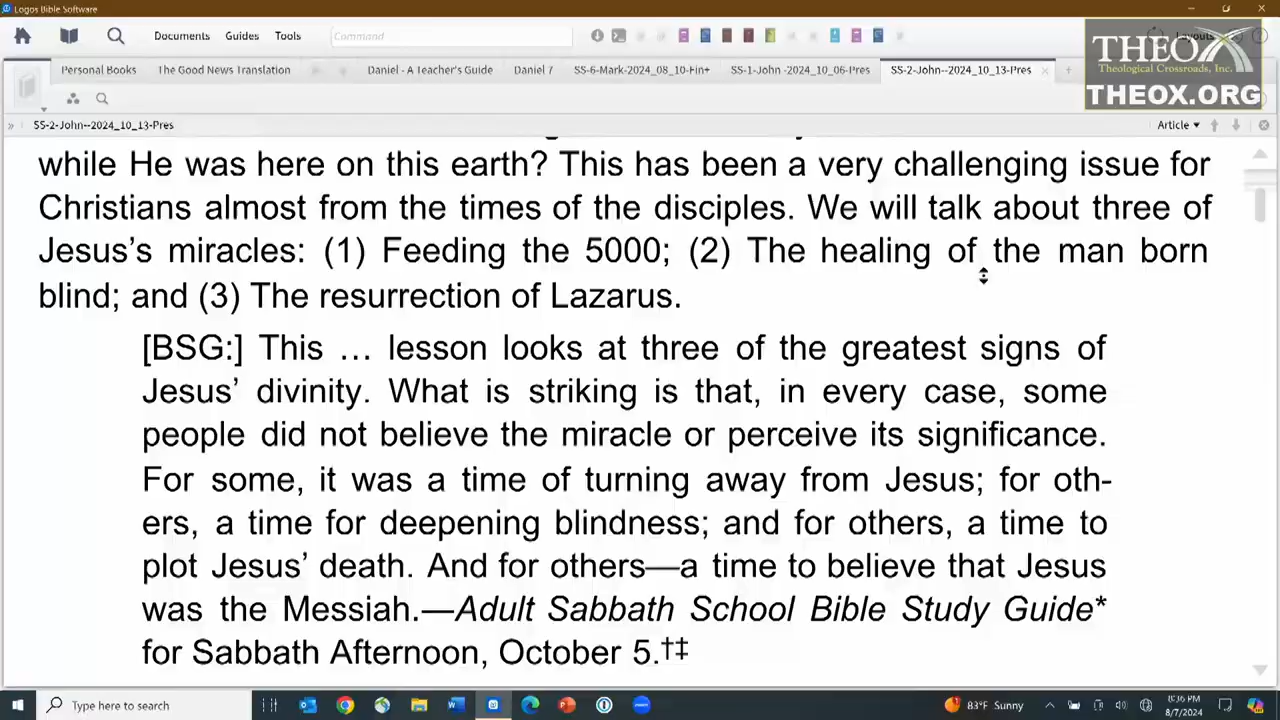 Logos Bible Software
Documents Guides Tools Command
THEOX
Theological Crossroads, Inc.
THEOX.ORG
Personal Books The Good News Translation Daniel 7 SS-6-Mark-2024_08_10-Fin+ SS-1-John -2024_10_06-Pres SS-2-John--2024_10_13-Pres
SS-2-John--2024_10_13-Pres Article
while He was here on this earth? This has been a very challenging issue for
Christians almost from the times of the disciples. We will talk about three of
Jesus’s miracles: (1) Feeding the 5000; (2) The healing of the man born
blind; and (3) The resurrection of Lazarus.
[BSG:] This … lesson looks at three of the greatest signs of
Jesus’ divinity. What is striking is that, in every case, some
people did not believe the miracle or perceive its significance.
For some, it was a time of turning away from Jesus; for oth-
ers, a time for deepening blindness; and for others, a time to
plot Jesus’ death. And for others—a time to believe that Jesus
was the Messiah.—Adult Sabbath School Bible Study Guide*
for Sabbath Afternoon, October 5.†‡
Type here to search 83°F Sunny 8:36 PM
8/7/2024